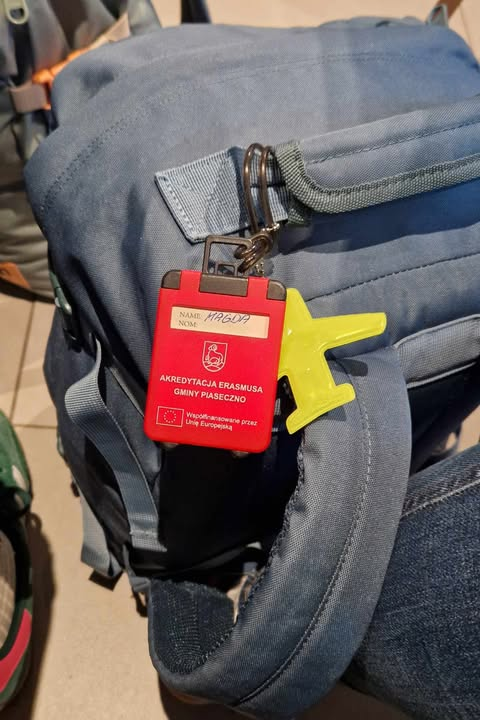 NAME: MAGDA
NOM:
AKREDYTACJA ERASMUSA
GMINY PIASECZNO
Współfinansowane przez
Unię Europejską